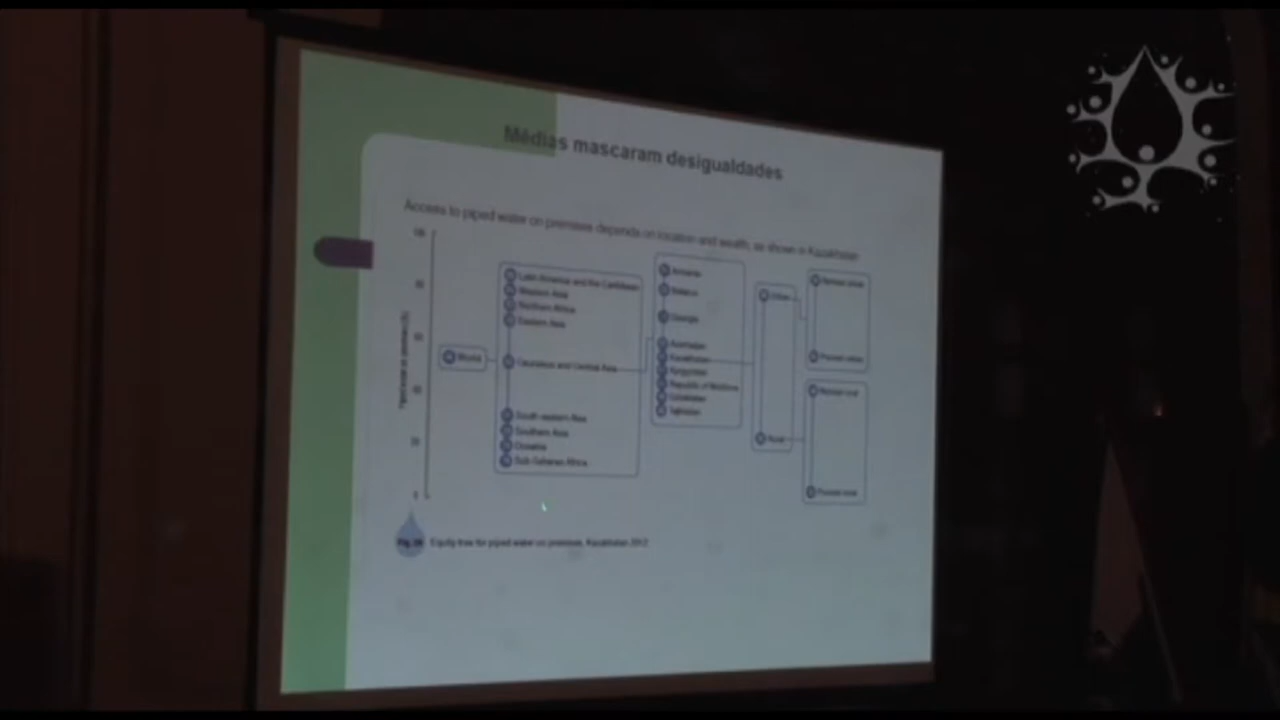 Médias mascaram desigualdades
Access to piped water on premises depends on location and wealth, as shown in Kazakhstan
100
World
Latin America and the Caribbean
Western Asia
Northern Africa
Eastern Asia
Caucasus and Central Asia
South-eastern Asia
Southern Asia
Oceania
Sub-Saharan Africa
Armenia
Belarus
Georgia
Azerbaijan
Kazakhstan
Kyrgyzstan
Republic of Moldova
Uzbekistan
Tajikistan
Urban
Rural
Richest urban
Poorest urban
Richest rural
Poorest rural
0
Equity tree for piped water on premises, Kazakhstan 2012